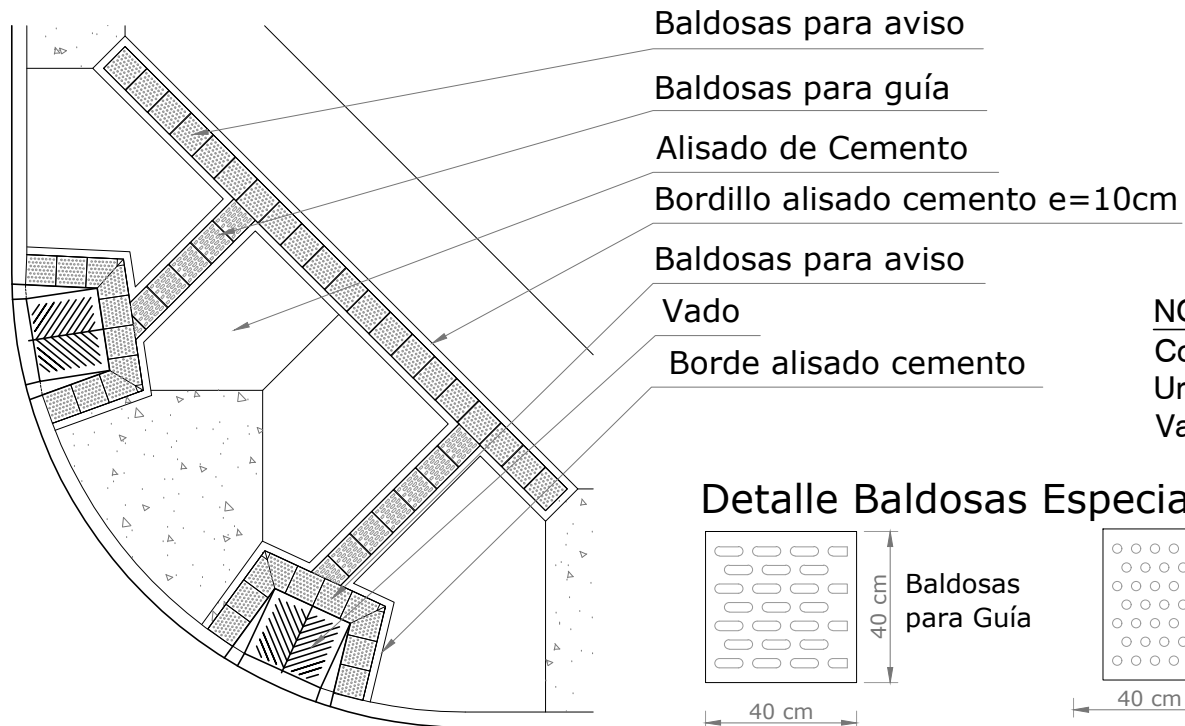 Baldosas para aviso
Baldosas para guía
Alisado de Cemento
Bordillo alisado cemento e=10cm
Baldosas para aviso
Vado
Borde alisado cemento
Detalle Baldosas
40 cm
Baldosas
para Guía
40 cm
40 cm